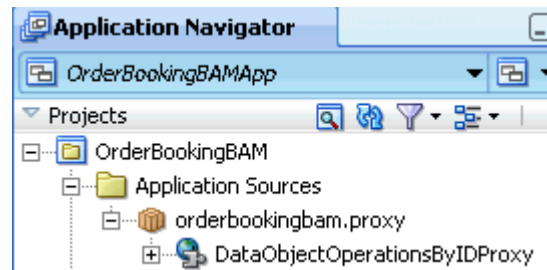 Application Navigator
OrderBookingBAMApp
Projects
OrderBookingBAM
Application Sources
orderbookingbam.proxy
DataObjectOperationsByIDProxy